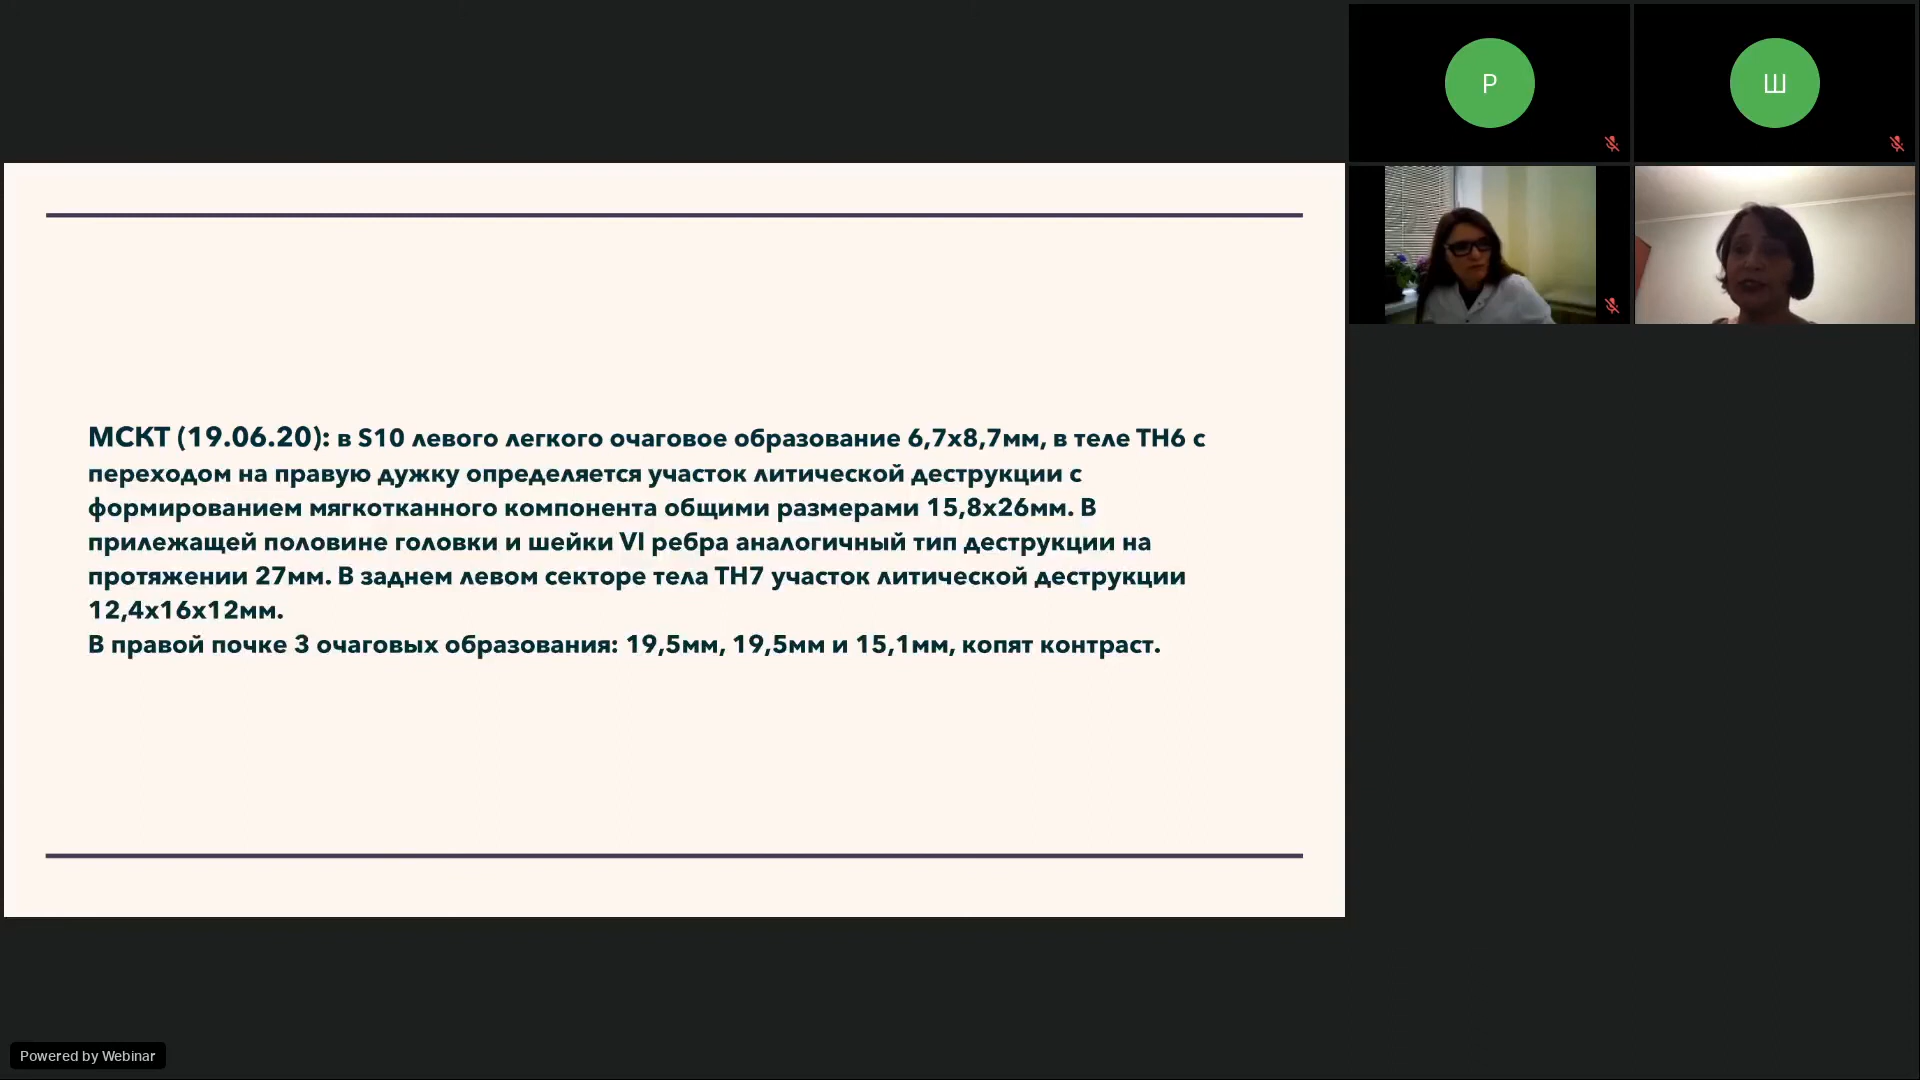 Р
Ш
МСКТ (19.06.20): в S10 левого легкого очаговое образование 6,7х8,7мм, в теле TH6 с
переходом на правую дужку определяется участок литической деструкции с
формированием мягкотканного компонента общими размерами 15,8х26мм. В
прилежащей половине головки и шейки VI ребра аналогичный тип деструкции на
протяжении 27мм. В заднем левом секторе тела TH7 участок литической деструкции
12,4х16х12мм.
В правой почке 3 очаговых образования: 19,5мм, 19,5мм и 15,1мм, копят контраст.
Powered by Webinar